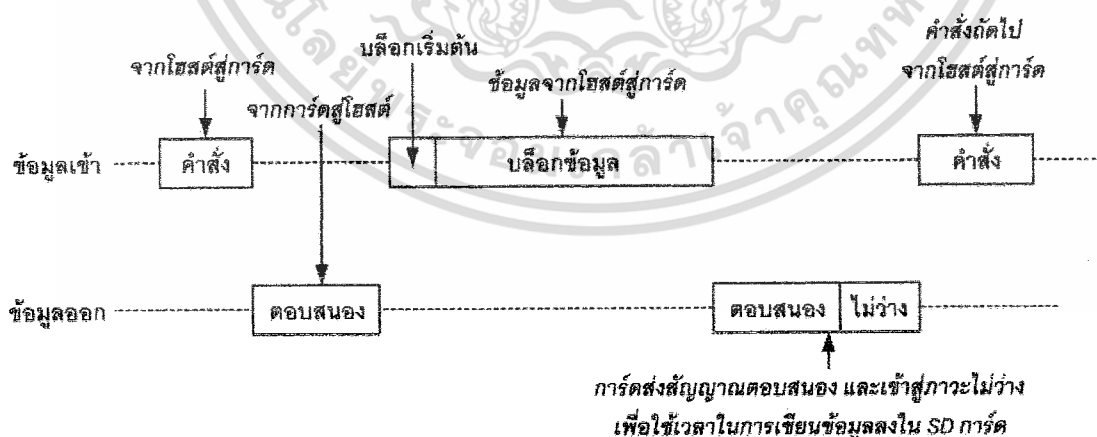 จากโฮสต์สู่การ์ด
บล็อกเริ่มต้น
คำสั่งถัดไป
จากโฮสต์สู่การ์ด
จากการ์ดสู่โฮสต์
ข้อมูลจากโฮสต์สู่การ์ด
ข้อมูลเข้า
คำสั่ง
บล็อกข้อมูล
คำสั่ง
ข้อมูลออก
ตอบสนอง
ตอบสนอง
ไม่ว่าง
การ์ดส่งสัญญาณตอบสนอง และเข้าสู่ภาวะไม่ว่าง
เพื่อใช้เวลาในการเขียนข้อมูลลงใน SD การ์ด